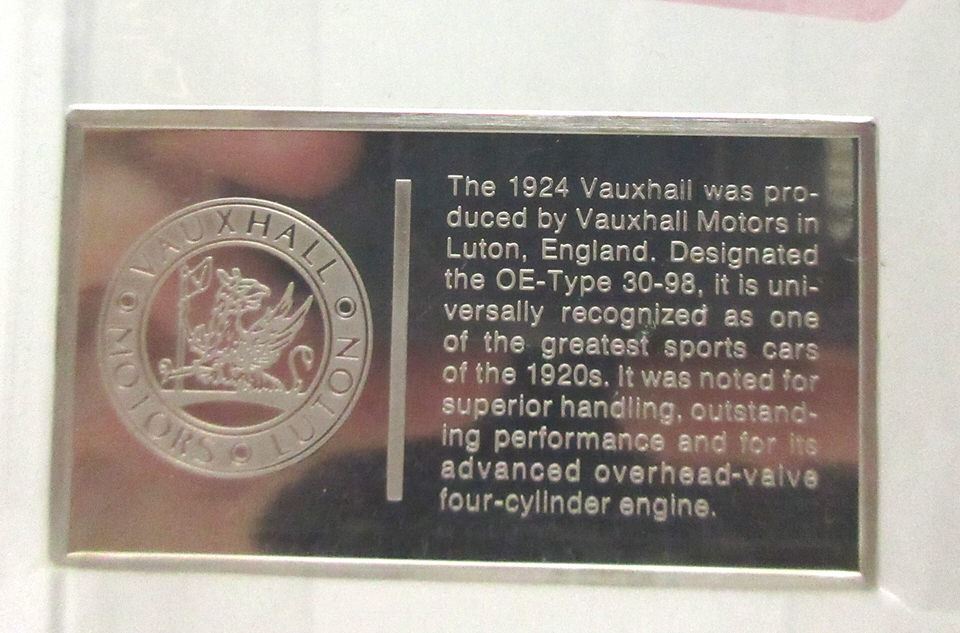 VAUXHALL
MOTORS
LUTON
The 1924 Vauxhall was pro-
duced by Vauxhall Motors in
Luton, England. Designated
the OE-Type 30-98, it is uni-
versally recognized as one
of the greatest sports cars
of the 1920s. It was noted for
superior handling, outstand-
ing performance and for its
advanced overhead-valve
four-cylinder engine.